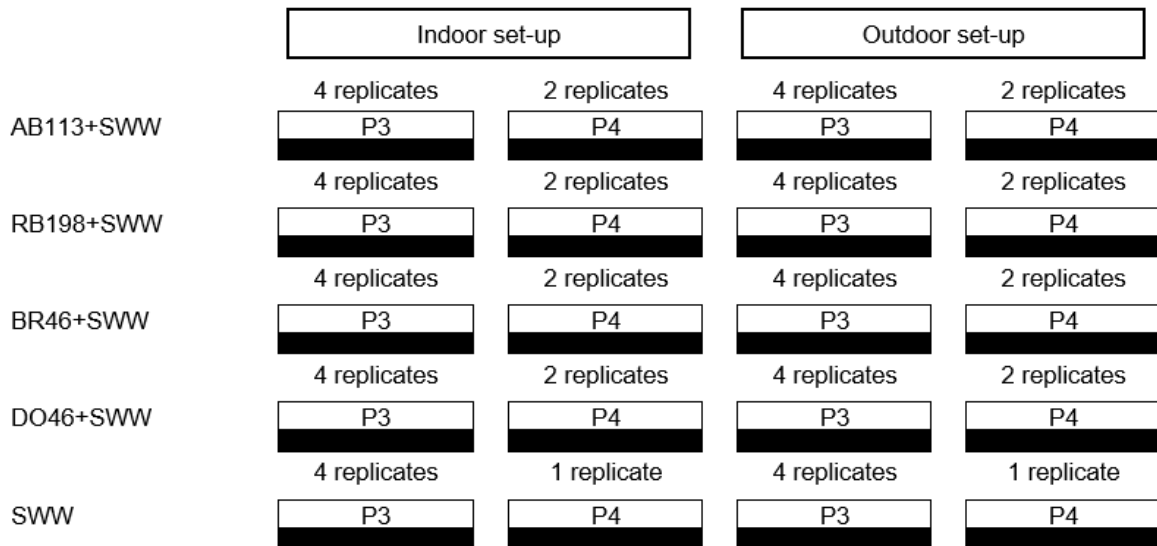 Indoor set-up Outdoor set-up
4 replicates 2 replicates 4 replicates 2 replicates
AB113+SWW P3 P4 P3 P4
4 replicates 2 replicates 4 replicates 2 replicates
RB198+SWW P3 P4 P3 P4
4 replicates 2 replicates 4 replicates 2 replicates
BR46+SWW P3 P4 P3 P4
4 replicates 2 replicates 4 replicates 2 replicates
DO46+SWW P3 P4 P3 P4
4 replicates 1 replicate 4 replicates 1 replicate
SWW P3 P4 P3 P4